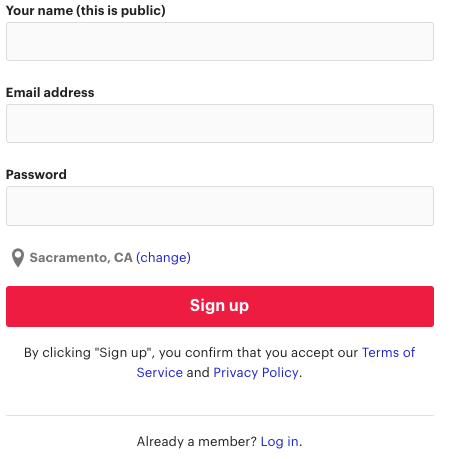 Your name (this is public)
Email address
Password
Sacramento, CA (change)
Sign up
By clicking "Sign up", you confirm that you accept our Terms of
Service and Privacy Policy.
Already a member? Log in.